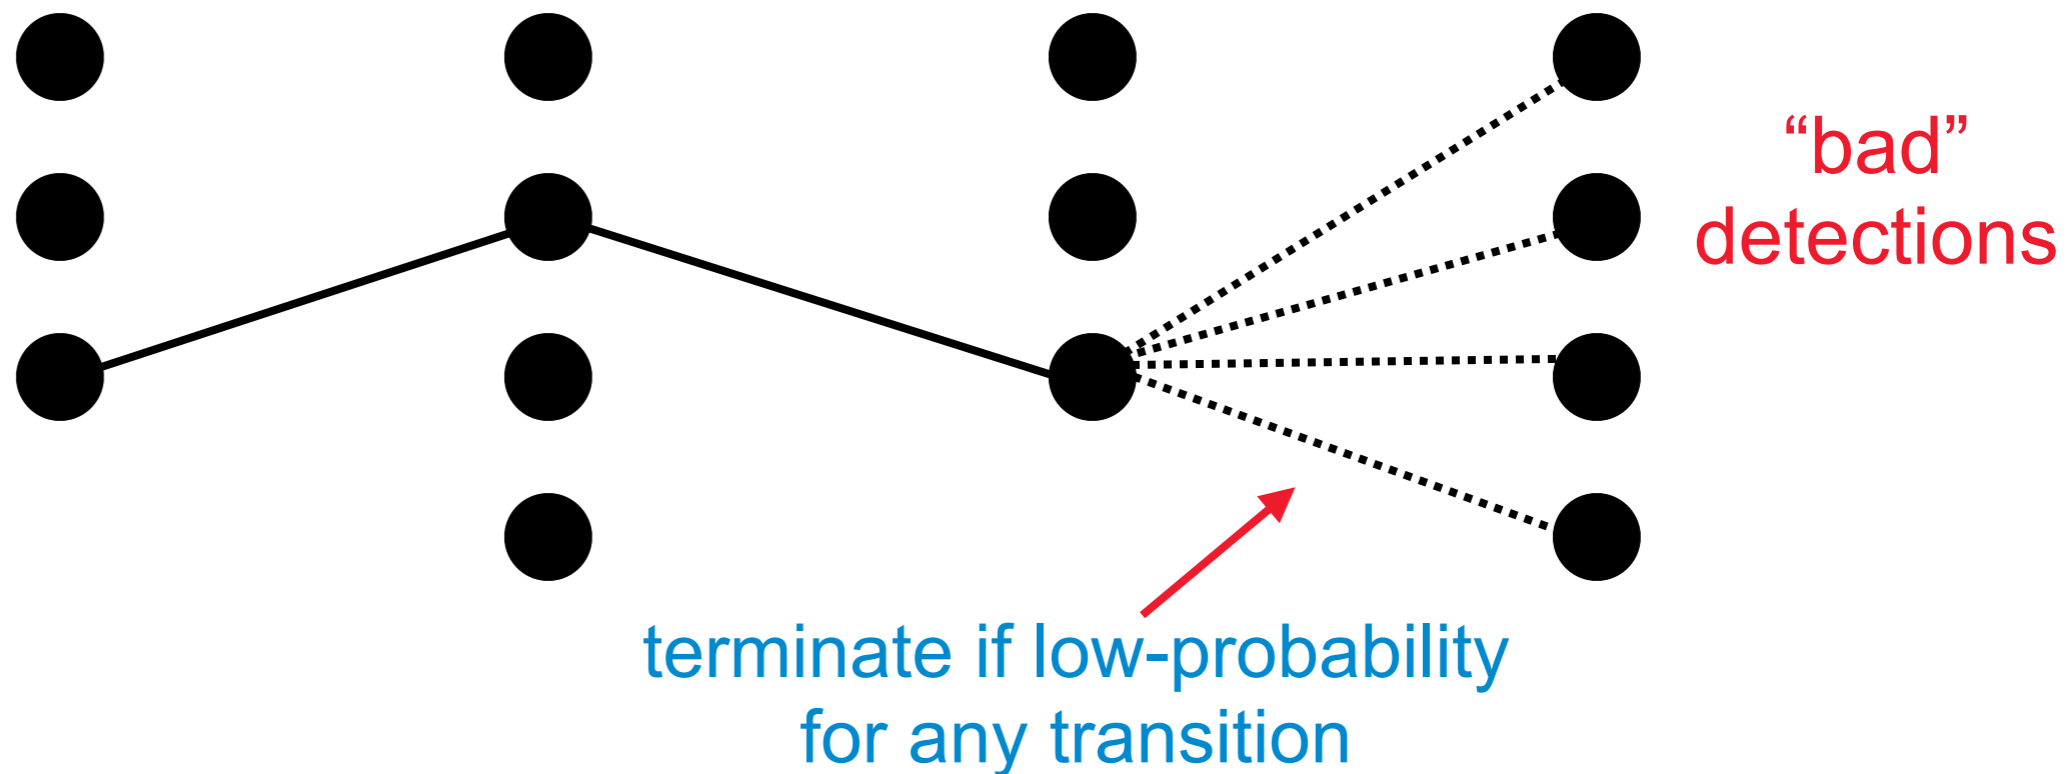 “bad”
detections
terminate if low-probability
for any transition